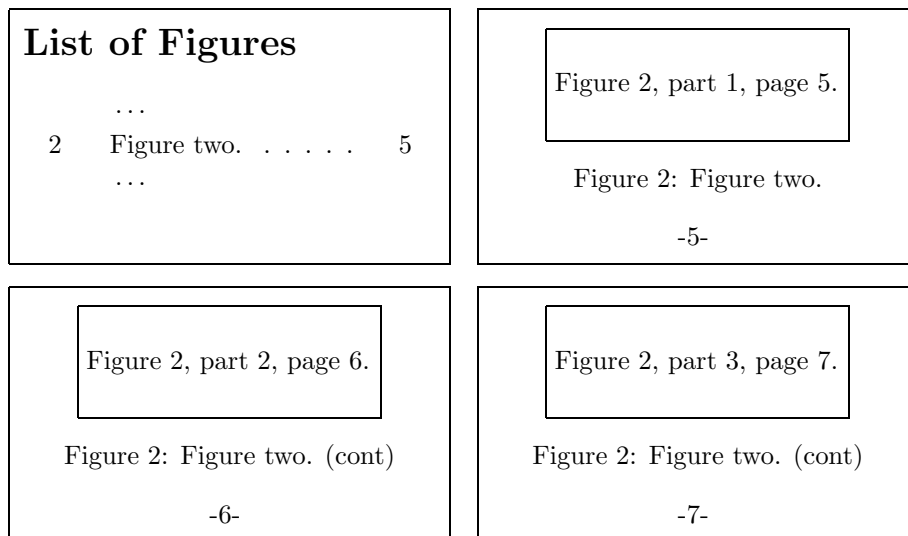 List of Figures
. . .
2 Figure two. . . . . . 5
. . .
Figure 2, part 1, page 5.
Figure 2: Figure two.
-5-
Figure 2, part 2, page 6.
Figure 2: Figure two. (cont)
-6-
Figure 2, part 3, page 7.
Figure 2: Figure two. (cont)
-7-